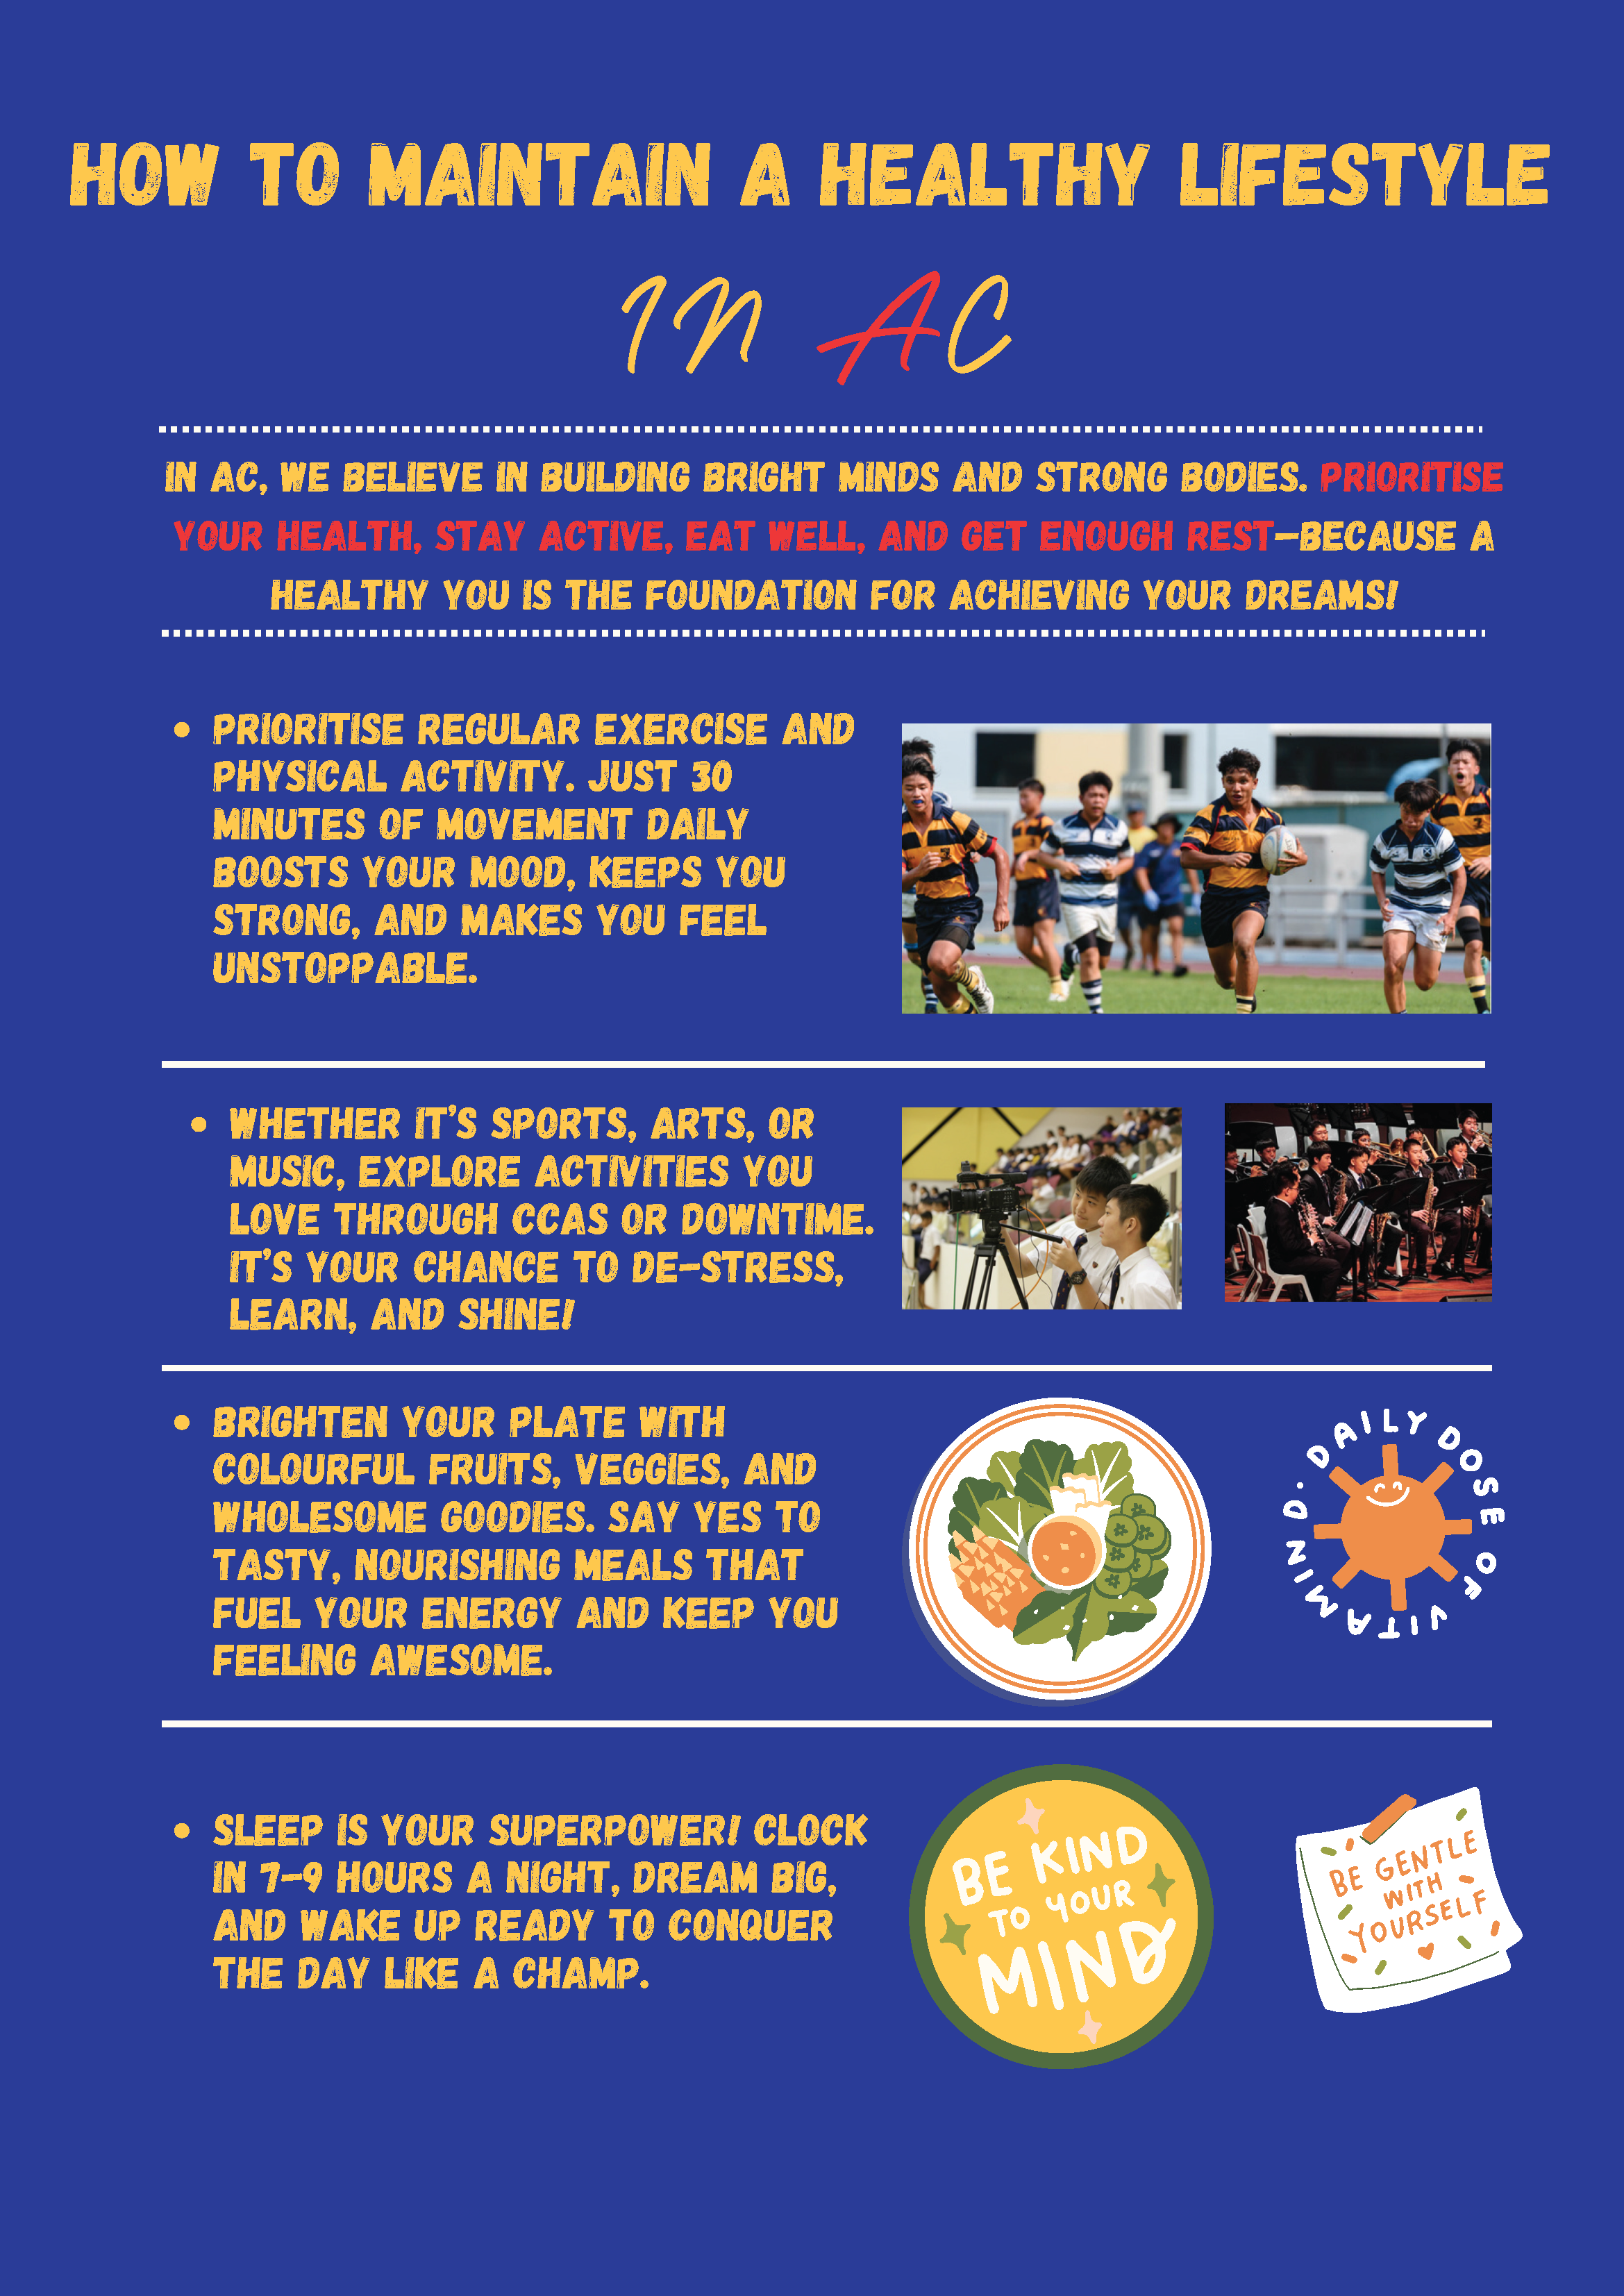 HOW TO MAINTAIN A HEALTHY LIFESTYLE
IN AC
IN AC, WE BELIEVE IN BUILDING BRIGHT MINDS AND STRONG BODIES. PRIORITISE
YOUR HEALTH, STAY ACTIVE, EAT WELL, AND GET ENOUGH REST—BECAUSE A
HEALTHY YOU IS THE FOUNDATION FOR ACHIEVING YOUR DREAMS!
• PRIORITISE REGULAR EXERCISE AND
PHYSICAL ACTIVITY. JUST 30
MINUTES OF MOVEMENT DAILY
BOOSTS YOUR MOOD, KEEPS YOU
STRONG, AND MAKES YOU FEEL
UNSTOPPABLE.
• WHETHER IT'S SPORTS, ARTS, OR
MUSIC, EXPLORE ACTIVITIES YOU
LOVE THROUGH CCAS OR DOWNTIME.
IT'S YOUR CHANCE TO DE-STRESS,
LEARN, AND SHINE!
• BRIGHTEN YOUR PLATE WITH
COLOURFUL FRUITS, VEGGIES, AND
WHOLESOME GOODIES. SAY YES TO
TASTY, NOURISHING MEALS THAT
FUEL YOUR ENERGY AND KEEP YOU
FEELING AWESOME.
DAILY DOSE OF VITAMIN D.
• SLEEP IS YOUR SUPERPOWER! CLOCK
IN 7-9 HOURS A NIGHT, DREAM BIG,
AND WAKE UP READY TO CONQUER
THE DAY LIKE A CHAMP.
BE KIND
TO YOUR
MIND
BE GENTLE
WITH
YOURSELF